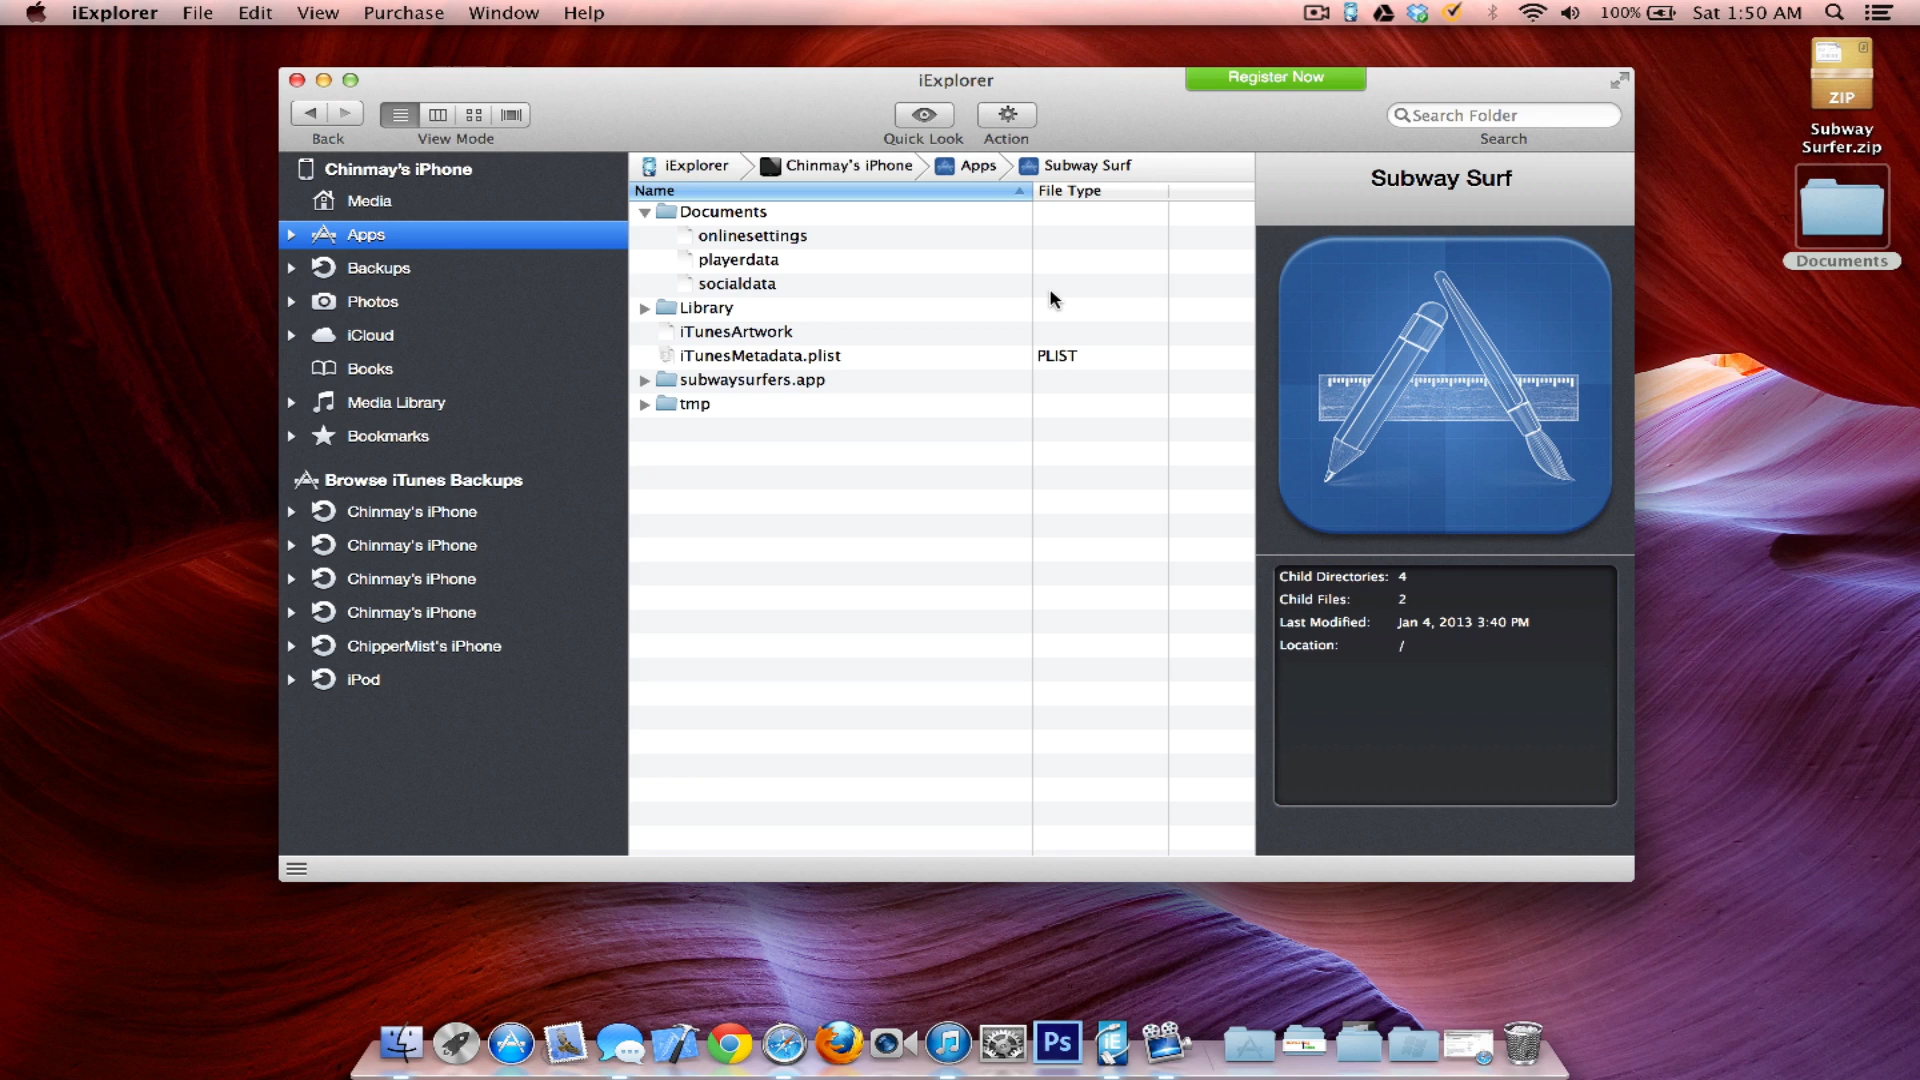 iExplorer File Edit View Purchase Window Help
100% Sat 1:50 AM
iExplorer
Register Now
Back
View Mode
Quick Look
Action
Search Folder
Search
Chinmay's iPhone
Media
Apps
Backups
Photos
iCloud
Books
Media Library
Bookmarks
Browse iTunes Backups
Chinmay's iPhone
Chinmay's iPhone
Chinmay's iPhone
Chinmay's iPhone
ChipperMist's iPhone
iPod
iExplorer Chinmay's iPhone Apps Subway Surf
Name File Type
Documents
onlinesettings
playerdata
socialdata
Library
iTunesArtwork
iTunesMetadata.plist PLIST
subwaysurfers.app
tmp
Subway Surf
Child Directories: 4
Child Files: 2
Last Modified: Jan 4, 2013 3:40 PM
Location: /
ZIP
Subway
Surfer.zip
Documents
Ps
iE